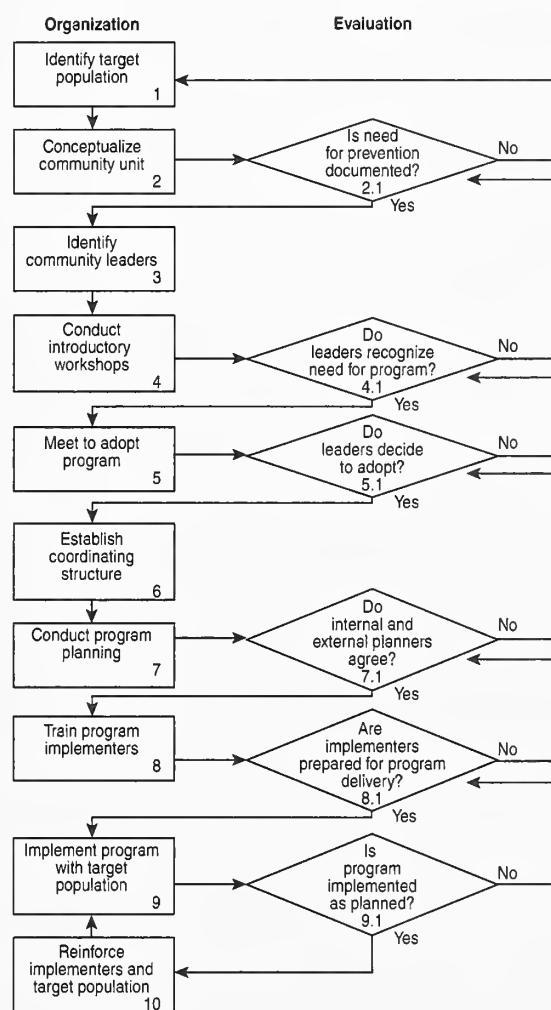 Organization
Evaluation
Identify target
population
1
Conceptualize
community unit
2
Is need
for prevention
documented?
2.1
No
Yes
Identify
community leaders
3
Conduct
introductory
workshops
4
Do
leaders recognize
need for program?
4.1
No
Yes
Meet to adopt
program
5
Do
leaders decide
to adopt?
5.1
No
Yes
Establish
coordinating
structure
6
Conduct program
planning
7
Do
internal and
external planners
agree?
7.1
No
Yes
Train program
implementers
8
Are
implementers
prepared for program
delivery?
8.1
No
Yes
Implement program
with target
population
9
Is
program
implemented
as planned?
9.1
No
Yes
Reinforce
implementers and
target population
10